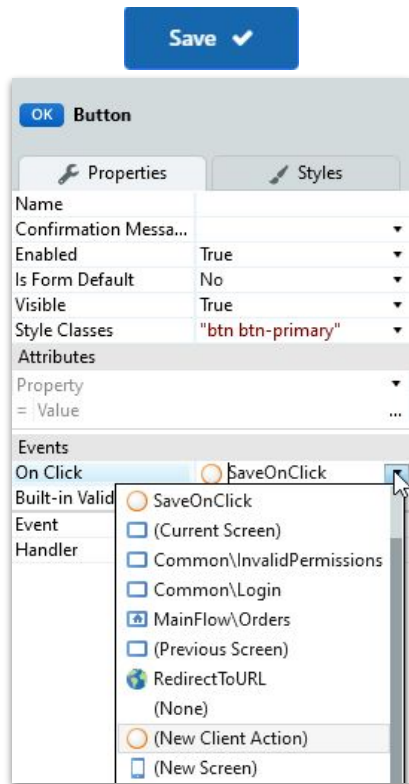 Save
OK Button
Properties Styles
Name
Confirmation Messa...
Enabled True
Is Form Default No
Visible True
Style Classes "btn btn-primary"
Attributes
Property
= Value ...
Events
On Click SaveOnClick
Built-in Valid
SaveOnClick
Event
(Current Screen)
Handler
Common\InvalidPermissions
Common\Login
MainFlow\Orders
(Previous Screen)
RedirectToURL
(None)
(New Client Action)
(New Screen)